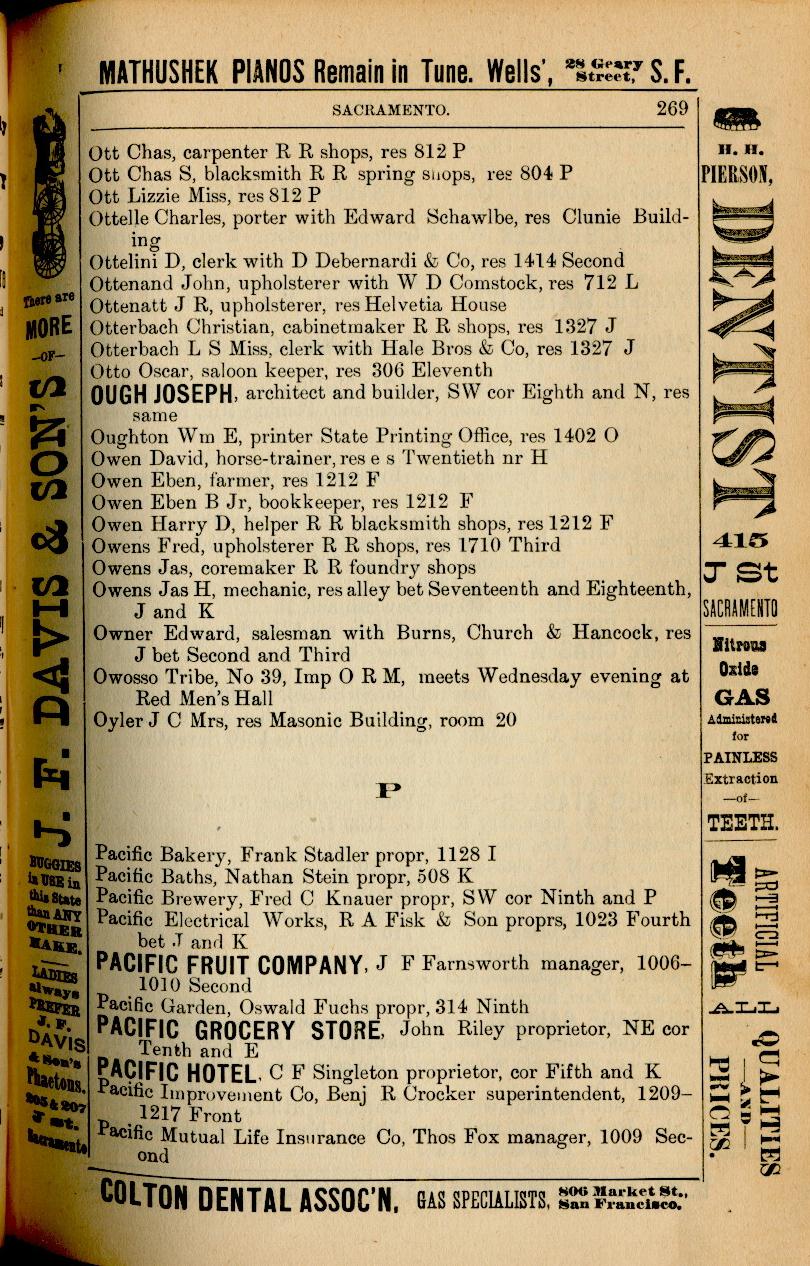 MATHUSHEK PIANOS Remain in Tune. Wells', 28 Geary Street, S. F.
SACRAMENTO. 269
Ott Chas, carpenter R R shops, res 812 P
Ott Chas S, blacksmith R R spring shops, res 804 P
Ott Lizzie Miss, res 812 P
Ottelle Charles, porter with Edward Schawlbe, res Clunie Build-
ing
Ottelini D, clerk with D Debernardi & Co, res 1414 Second
Ottenand John, upholsterer with W D Comstock, res 712 L
Ottenatt J R, upholsterer, res Helvetia House
Otterbach Christian, cabinetmaker R R shops, res 1327 J
Otterbach L S Miss, clerk with Hale Bros & Co, res 1327 J
Otto Oscar, saloon keeper, res 306 Eleventh
OUGH JOSEPH, architect and builder, SW cor Eighth and N, res
same
Oughton Wm E, printer State Printing Office, res 1402 O
Owen David, horse-trainer, res e s Twentieth nr H
Owen Eben, farmer, res 1212 F
Owen Eben B Jr, bookkeeper, res 1212 F
Owen Harry D, helper R R blacksmith shops, res 1212 F
Owens Fred, upholsterer R R shops, res 1710 Third
Owens Jas, coremaker R R foundry shops
Owens Jas H, mechanic, res alley bet Seventeenth and Eighteenth,
J and K
Owner Edward, salesman with Burns, Church & Hancock, res
J bet Second and Third
Owosso Tribe, No 39, Imp O R M, meets Wednesday evening at
Red Men's Hall
Oyler J C Mrs, res Masonic Building, room 20
P
Pacific Bakery, Frank Stadler propr, 1128 I
Pacific Baths, Nathan Stein propr, 508 K
Pacific Brewery, Fred C Knauer propr, SW cor Ninth and P
Pacific Electrical Works, R A Fisk & Son proprs, 1023 Fourth
bet J and K
PACIFIC FRUIT COMPANY, J F Farnsworth manager, 1006–
1010 Second
Pacific Garden, Oswald Fuchs propr, 314 Ninth
PACIFIC GROCERY STORE, John Riley proprietor, NE cor
Tenth and E
PACIFIC HOTEL, C F Singleton proprietor, cor Fifth and K
Pacific Improvement Co, Benj R Crocker superintendent, 1209–
1217 Front
Pacific Mutual Life Insurance Co, Thos Fox manager, 1009 Sec-
ond
COLTON DENTAL ASSOC'N, GAS SPECIALISTS, 806 Market St., San Francisco.
There are
MORE
—OF—
J. F. DAVIS & SON'S
BUGGIES
in USE in
this State
than ANY
OTHER
MAKE.
LADIES
always
PREFER
J. F.
DAVIS
& Son's
Phaetons.
205 & 207
J St.
Sacramento
H. H.
PIERSON,
DENTIST
415
J St
SACRAMENTO
Nitrous
Oxide
GAS
Administered
for
PAINLESS
Extraction
—of—
TEETH.
ARTIFICIAL
Teeth
ALL QUALITIES
—AND—
PRICES.